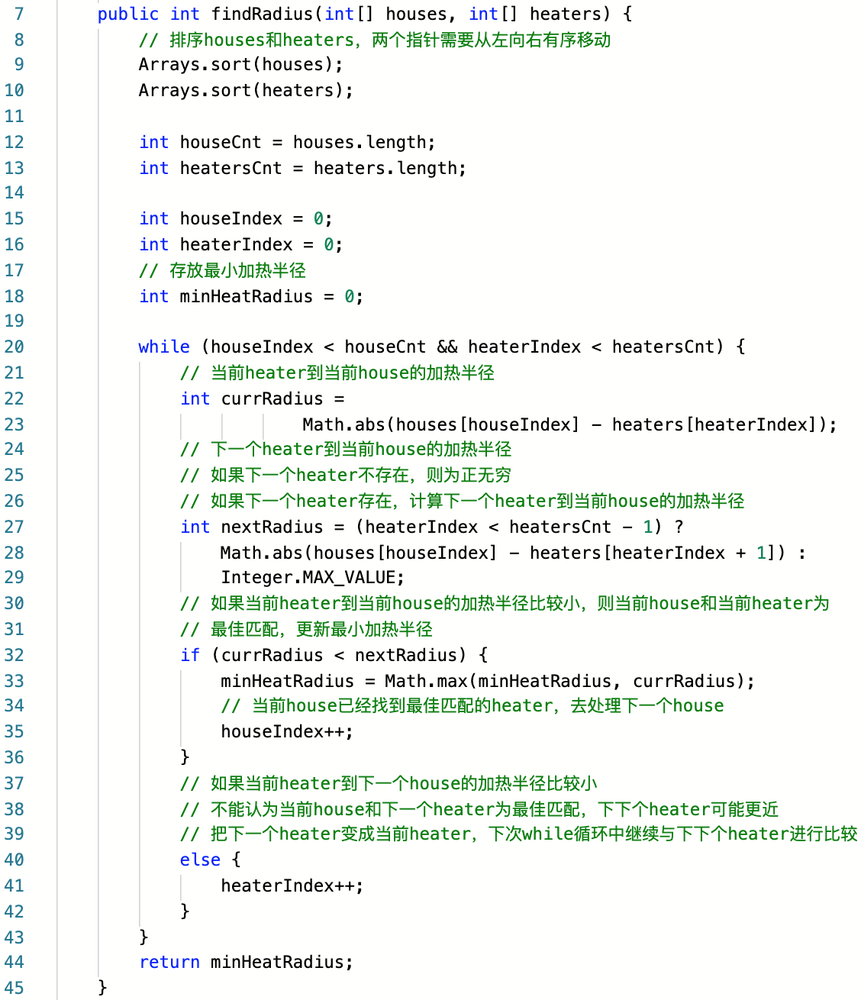 7 public int findRadius(int[] houses, int[] heaters) {
8 // 排序houses和heaters，两个指针需要从左向右有序移动
9 Arrays.sort(houses);
10 Arrays.sort(heaters);
11
12 int houseCnt = houses.length;
13 int heatersCnt = heaters.length;
14
15 int houseIndex = 0;
16 int heaterIndex = 0;
17 // 存放最小加热半径
18 int minHeatRadius = 0;
19
20 while (houseIndex < houseCnt && heaterIndex < heatersCnt) {
21 // 当前heater到当前house的加热半径
22 int currRadius =
23 Math.abs(houses[houseIndex] - heaters[heaterIndex]);
24 // 下一个heater到当前house的加热半径
25 // 如果下一个heater不存在，则为正无穷
26 // 如果下一个heater存在，计算下一个heater到当前house的加热半径
27 int nextRadius = (heaterIndex < heatersCnt - 1) ?
28 Math.abs(houses[houseIndex] - heaters[heaterIndex + 1]) :
29 Integer.MAX_VALUE;
30 // 如果当前heater到当前house的加热半径比较小，则当前house和当前heater为
31 // 最佳匹配，更新最小加热半径
32 if (currRadius < nextRadius) {
33 minHeatRadius = Math.max(minHeatRadius, currRadius);
34 // 当前house已经找到最佳匹配的heater，去处理下一个house
35 houseIndex++;
36 }
37 // 如果当前heater到下一个house的加热半径比较小
38 // 不能认为当前house和下一个heater为最佳匹配，下下个heater可能更近
39 // 把下一个heater变成当前heater，下次while循环中继续与下下个heater进行比较
40 else {
41 heaterIndex++;
42 }
43 }
44 return minHeatRadius;
45 }